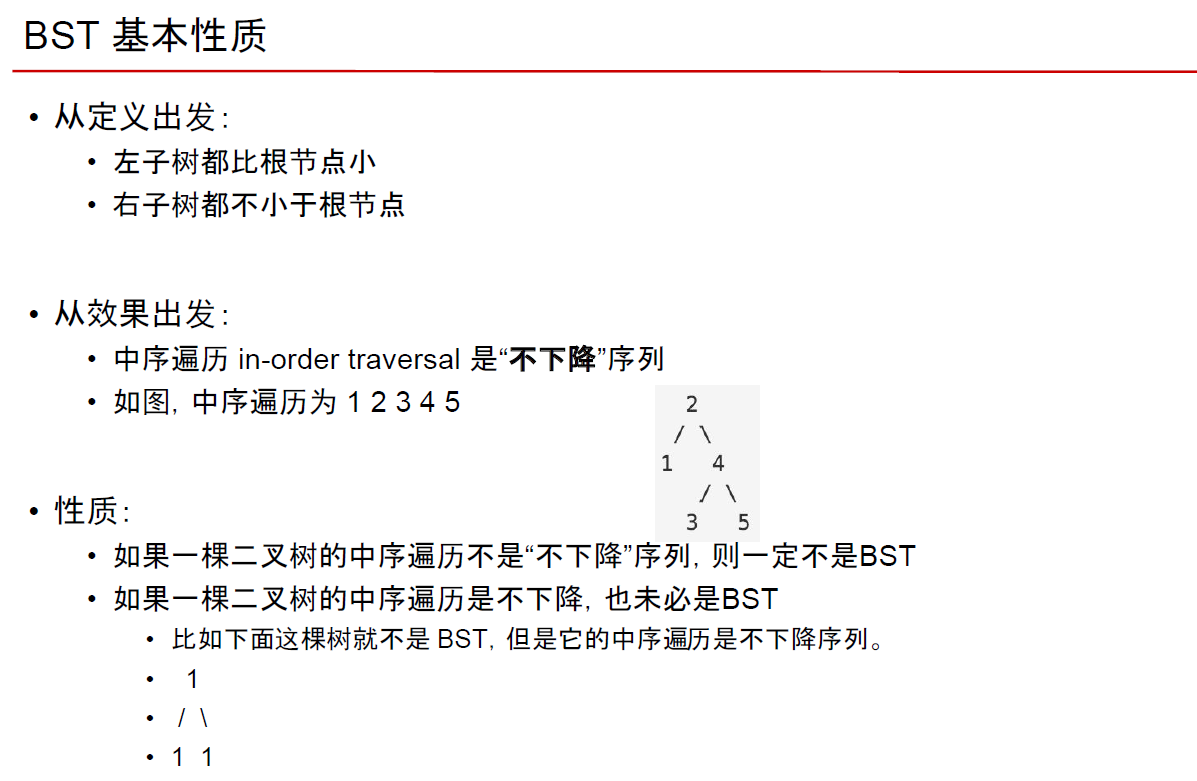 BST 基本性质
• 从定义出发：
• 左子树都比根节点小
• 右子树都不小于根节点
• 从效果出发：
• 中序遍历 in-order traversal 是“不下降”序列
• 如图，中序遍历为 1 2 3 4 5
2
/ \
1 4
/ \
3 5
• 性质：
• 如果一棵二叉树的中序遍历不是“不下降”序列，则一定不是BST
• 如果一棵二叉树的中序遍历是不下降，也未必是BST
• 比如下面这棵树就不是 BST，但是它的中序遍历是不下降序列。
• 1
• / \
• 1 1